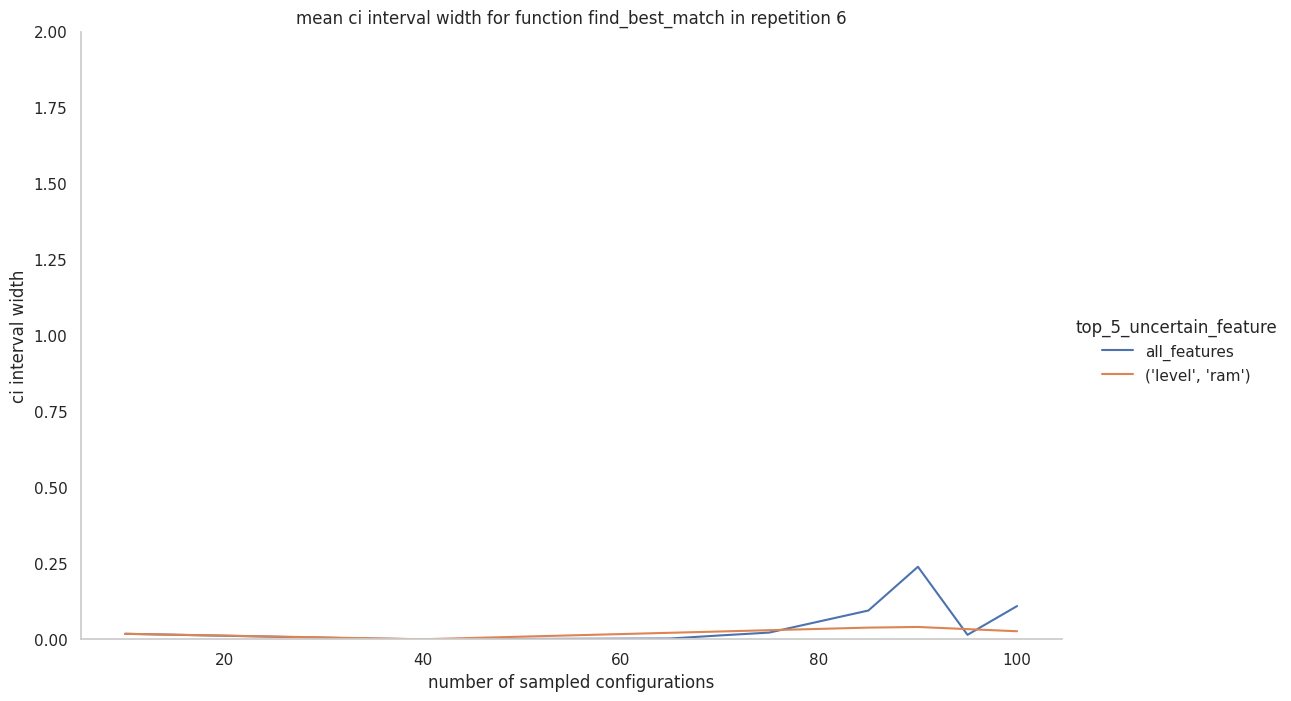 mean ci interval width for function find_best_match in repetition 6
2.00
1.75
1.50
1.25
1.00
0.75
0.50
0.25
0.00
ci interval width
20
40
60
80
100
number of sampled configurations
top_5_uncertain_feature
all_features
('level', 'ram')